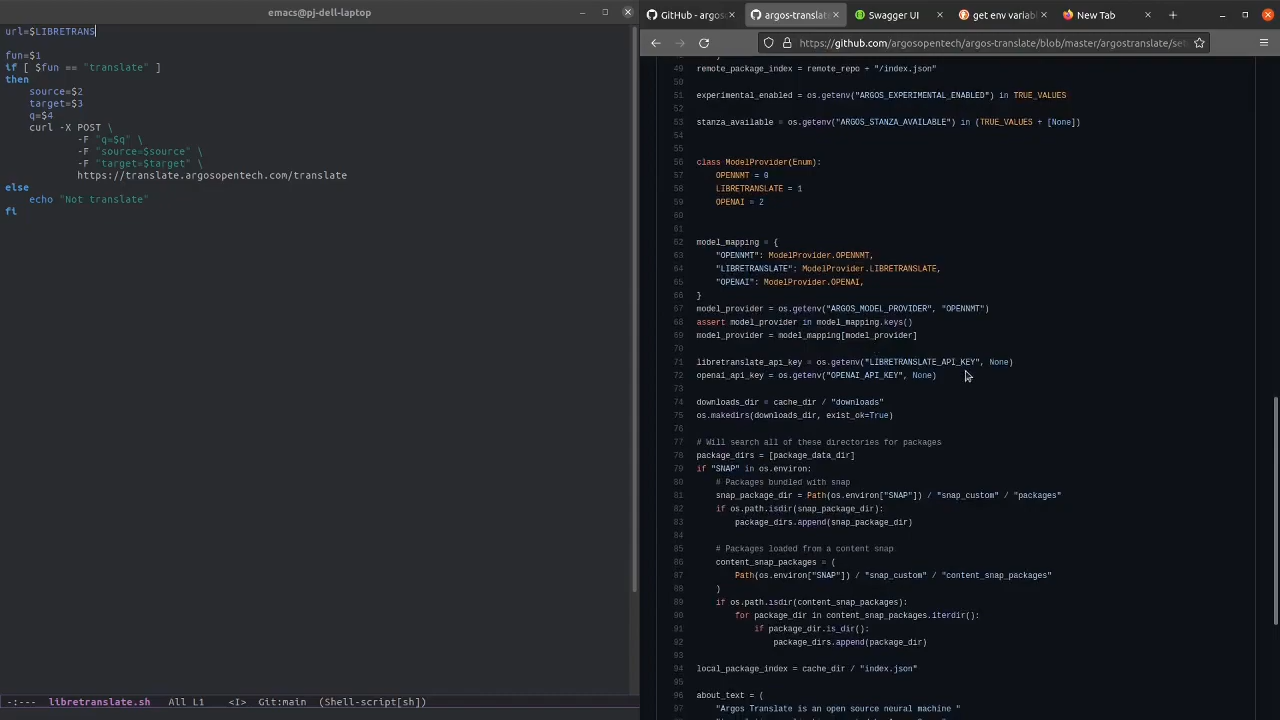 emacs@pj-dell-laptop
url=$LIBRETRANS
fun=$1
if [ $fun == "translate" ]
then
source=$2
target=$3
q=$4
curl -X POST \
-F "q=$q" \
-F "source=$source" \
-F "target=$target" \
https://translate.argosopentech.com/translate
else
echo "Not translate"
fi
-:--- libretranslate.sh All L1 <I> Git:main (Shell-script[sh])
GitHub - argos
argos-translat
Swagger UI
get env variab
New Tab
https://github.com/argosopentech/argos-translate/blob/master/argostranslate/set
49 remote_package_index = remote_repo + "/index.json"
50
51 experimental_enabled = os.getenv("ARGOS_EXPERIMENTAL_ENABLED") in TRUE_VALUES
52
53 stanza_available = os.getenv("ARGOS_STANZA_AVAILABLE") in (TRUE_VALUES + [None])
54
55
56 class ModelProvider(Enum):
57 OPENNMT = 0
58 LIBRETRANSLATE = 1
59 OPENAI = 2
60
61
62 model_mapping = {
63 "OPENNMT": ModelProvider.OPENNMT,
64 "LIBRETRANSLATE": ModelProvider.LIBRETRANSLATE,
65 "OPENAI": ModelProvider.OPENAI,
66 }
67 model_provider = os.getenv("ARGOS_MODEL_PROVIDER", "OPENNMT")
68 assert model_provider in model_mapping.keys()
69 model_provider = model_mapping[model_provider]
70
71 libretranslate_api_key = os.getenv("LIBRETRANSLATE_API_KEY", None)
72 openai_api_key = os.getenv("OPENAI_API_KEY", None)
73
74 downloads_dir = cache_dir / "downloads"
75 os.makedirs(downloads_dir, exist_ok=True)
76
77 # Will search all of these directories for packages
78 package_dirs = [package_data_dir]
79 if "SNAP" in os.environ:
80 # Packages bundled with snap
81 snap_package_dir = Path(os.environ["SNAP"]) / "snap_custom" / "packages"
82 if os.path.isdir(snap_package_dir):
83 package_dirs.append(snap_package_dir)
84
85 # Packages loaded from a content snap
86 content_snap_packages = (
87 Path(os.environ["SNAP"]) / "snap_custom" / "content_snap_packages"
88 )
89 if os.path.isdir(content_snap_packages):
90 for package_dir in content_snap_packages.iterdir():
91 if package_dir.is_dir():
92 package_dirs.append(package_dir)
93
94 local_package_index = cache_dir / "index.json"
95
96 about_text = (
97 "Argos Translate is an open source neural machine "